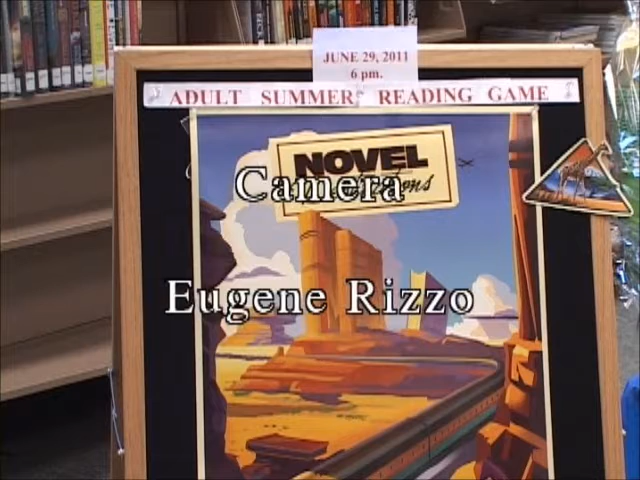 JUNE 29, 2011
6 pm.
ADULT SUMMER READING GAME
NOVEL
Camera
Eugene Rizzo